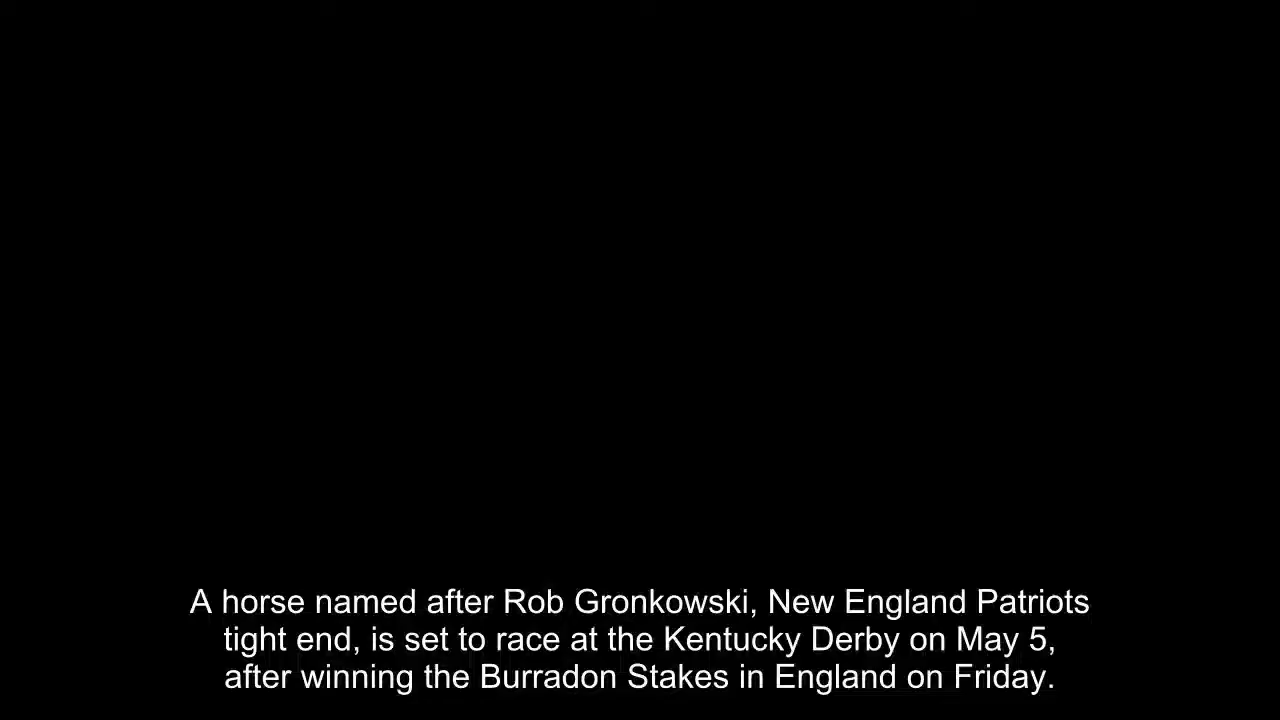 A horse named after Rob Gronkowski, New England Patriots
tight end, is set to race at the Kentucky Derby on May 5,
after winning the Burradon Stakes in England on Friday.